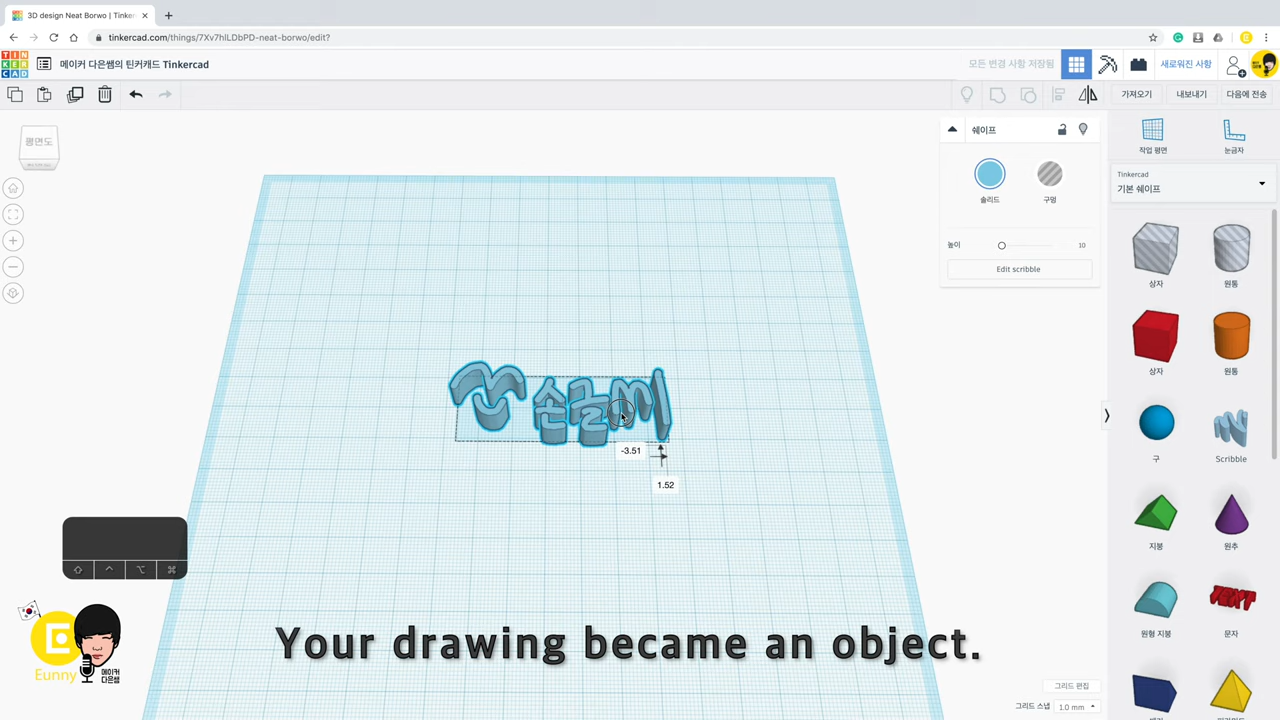 3D design Neat Borwo | Tinker
tinkercad.com/things/7Xv7hlLDbPD-neat-borwo/edit?
TIN
KER
CAD
메이커 다은쌤의 틴커캐드 Tinkercad
모든 변경 사항 저장됨
새로워진 사항
가져오기
내보내기
다음에 전송
평면도
쉐이프
솔리드
구멍
높이
10
Edit scribble
작업 평면
눈금자
Tinkercad
기본 쉐이프
상자
원통
상자
원통
구
Scribble
지붕
원추
원형 지붕
TEXT
문자
손글씨
-3.51
1.52
Eunny
메이커
다은쌤
Your drawing became an object.
그리드 편집
그리드 스냅
1.0 mm